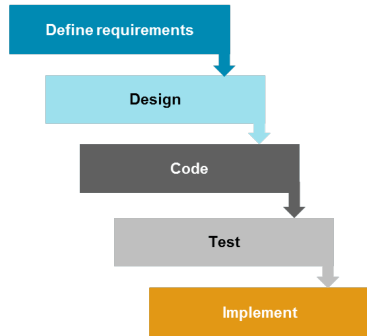 Define requirements
Design
Code
Test
Implement